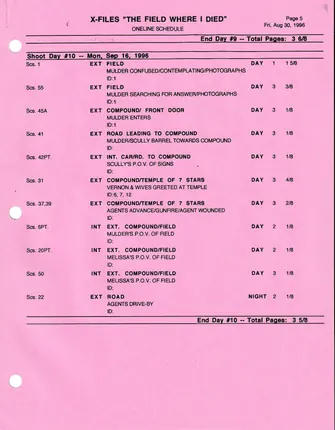 X-FILES "THE FIELD WHERE I DIED"
Page 5
ONELINE SCHEDULE
Fri, Aug 30, 1996
End Day #9 -- Total Pages: 3 6/8
Shoot Day #10 -- Mon, Sep 16, 1996
Scs. 1 EXT FIELD DAY 1 1 5/8
MULDER CONFUSED/CONTEMPLATING/PHOTOGRAPHS
ID:1
Scs. 55 EXT FIELD DAY 3 3/8
MULDER SEARCHING FOR ANSWER/PHOTOGRAPHS
ID:1
Scs. 45A EXT COMPOUND/ FRONT DOOR DAY 3 1/8
MULDER ENTERS
ID:1
Scs. 41 EXT ROAD LEADING TO COMPOUND DAY 3 1/8
MULDER/SCULLY BARREL TOWARDS COMPOUND
ID:
Scs. 42PT. EXT INT. CAR/RD. TO COMPOUND DAY 3 1/8
SCULLY'S P.O.V. OF SIGNS
ID:
Scs. 31 EXT COMPOUND/TEMPLE OF 7 STARS DAY 3 4/8
VERNON & WIVES GREETED AT TEMPLE
ID:6, 7, 12
Scs. 37,39 EXT COMPOUND/TEMPLE OF 7 STARS DAY 3 2/8
AGENTS ADVANCE/GUNFIRE/AGENT WOUNDED
ID:
Scs. 6PT. INT EXT. COMPOUND/FIELD DAY 2 1/8
MULDER'S P.O.V. OF FIELD
ID:
Scs. 20PT. INT EXT. COMPOUND/FIELD DAY 2 1/8
MELISSA'S P.O.V. OF FIELD
ID:
Scs. 50 INT EXT. COMPOUND/FIELD DAY 3 1/8
MELISSA'S P.O.V. OF FIELD
ID:
Scs. 22 EXT ROAD NIGHT 2 1/8
AGENTS DRIVE-BY
ID:
End Day #10 -- Total Pages: 3 5/8